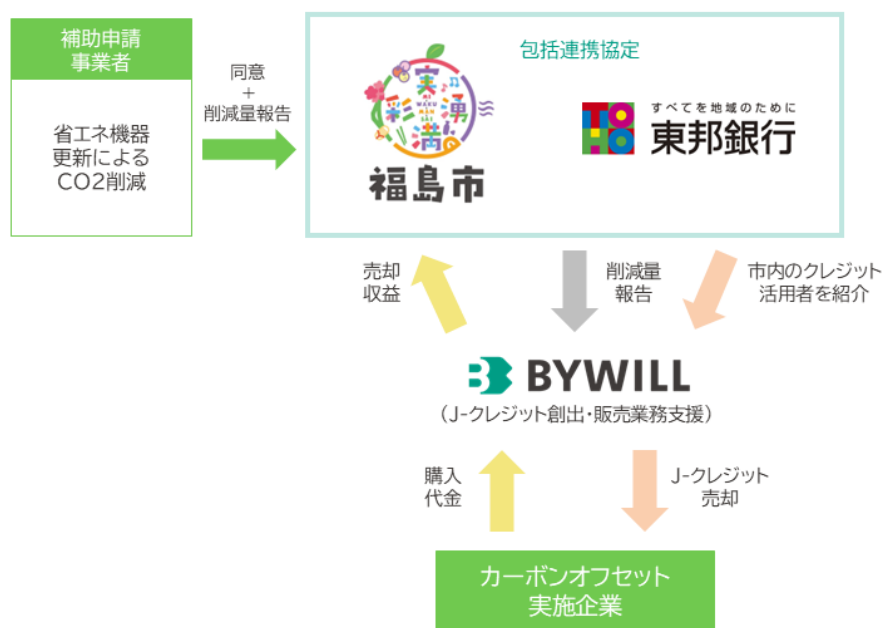 補助申請
事業者
省エネ機器
更新による
CO2削減
同意
+
削減量報告
包括連携協定
実
湧
満
彩
MI WAKU MAN SAI
福島市
TOHO
すべてを地域のために
東邦銀行
売却
収益
削減量
報告
市内のクレジット
活用者を紹介
BYWILL
(J-クレジット創出・販売業務支援)
購入
代金
J-クレジット
売却
カーボンオフセット
実施企業